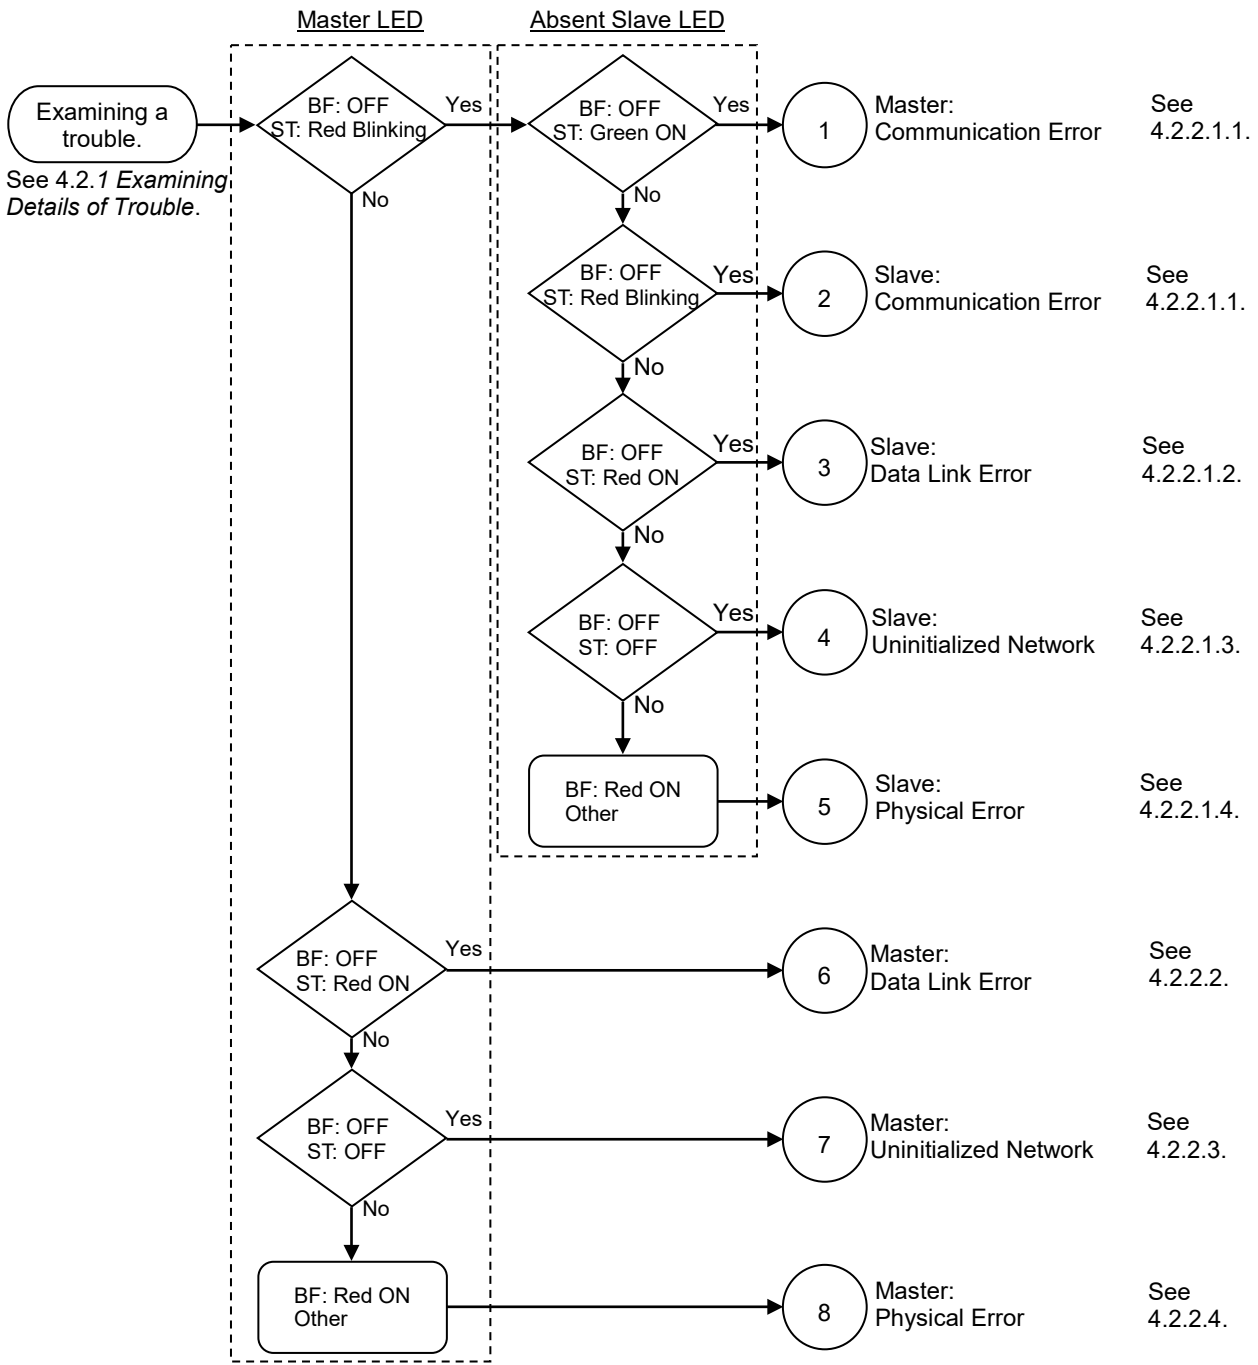 Master LED
Absent Slave LED
Examining a
trouble.
See 4.2.1 Examining
Details of Trouble.
BF: OFF
ST: Red Blinking
Yes
No
BF: OFF
ST: Green ON
Yes
No
1
Master:
Communication Error
See
4.2.2.1.1.
BF: OFF
ST: Red Blinking
Yes
No
2
Slave:
Communication Error
See
4.2.2.1.1.
BF: OFF
ST: Red ON
Yes
No
3
Slave:
Data Link Error
See
4.2.2.1.2.
BF: OFF
ST: OFF
Yes
No
4
Slave:
Uninitialized Network
See
4.2.2.1.3.
BF: Red ON
Other
5
Slave:
Physical Error
See
4.2.2.1.4.
BF: OFF
ST: Red ON
Yes
No
6
Master:
Data Link Error
See
4.2.2.2.
BF: OFF
ST: OFF
Yes
No
7
Master:
Uninitialized Network
See
4.2.2.3.
BF: Red ON
Other
8
Master:
Physical Error
See
4.2.2.4.